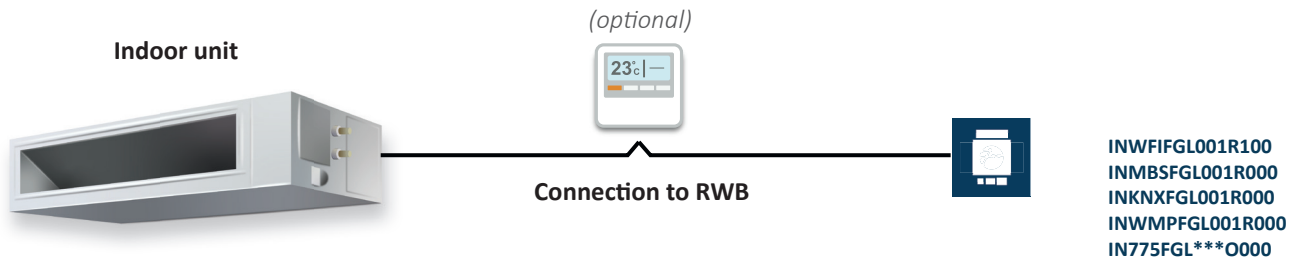 (optional)
Indoor unit
23°c
Connection to RWB
INWFIFGL001R100
INMBSFGL001R000
INKNXFGL001R000
INWMPFGL001R000
IN775FGL***O000